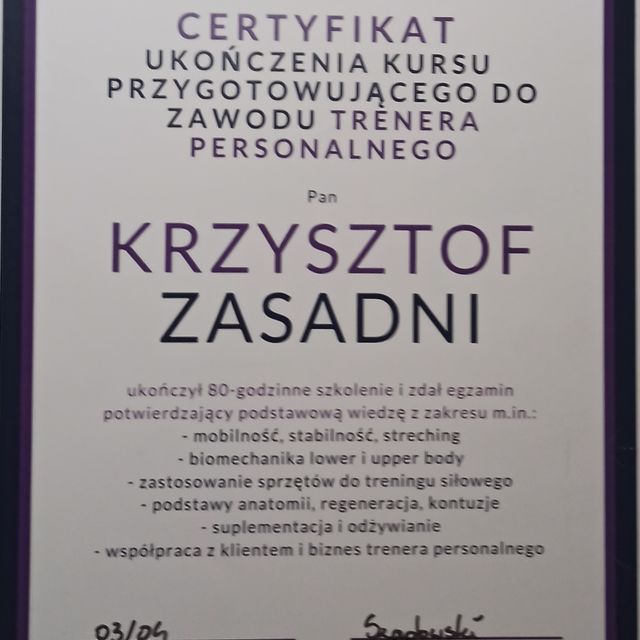 CERTYFIKAT
UKOŃCZENIA KURSU
PRZYGOTOWUJĄCEGO DO
ZAWODU TRENERA
PERSONALNEGO
Pan
KRZYSZTOF
ZASADNI
ukończył 80-godzinne szkolenie i zdał egzamin
potwierdzający podstawową wiedzę z zakresu m.in.:
- mobilność, stabilność, streching
- biomechanika lower i upper body
- zastosowanie sprzętów do treningu siłowego
- podstawy anatomii, regeneracja, kontuzje
- suplementacja i odżywianie
- współpraca z klientem i biznes trenera personalnego
03/04